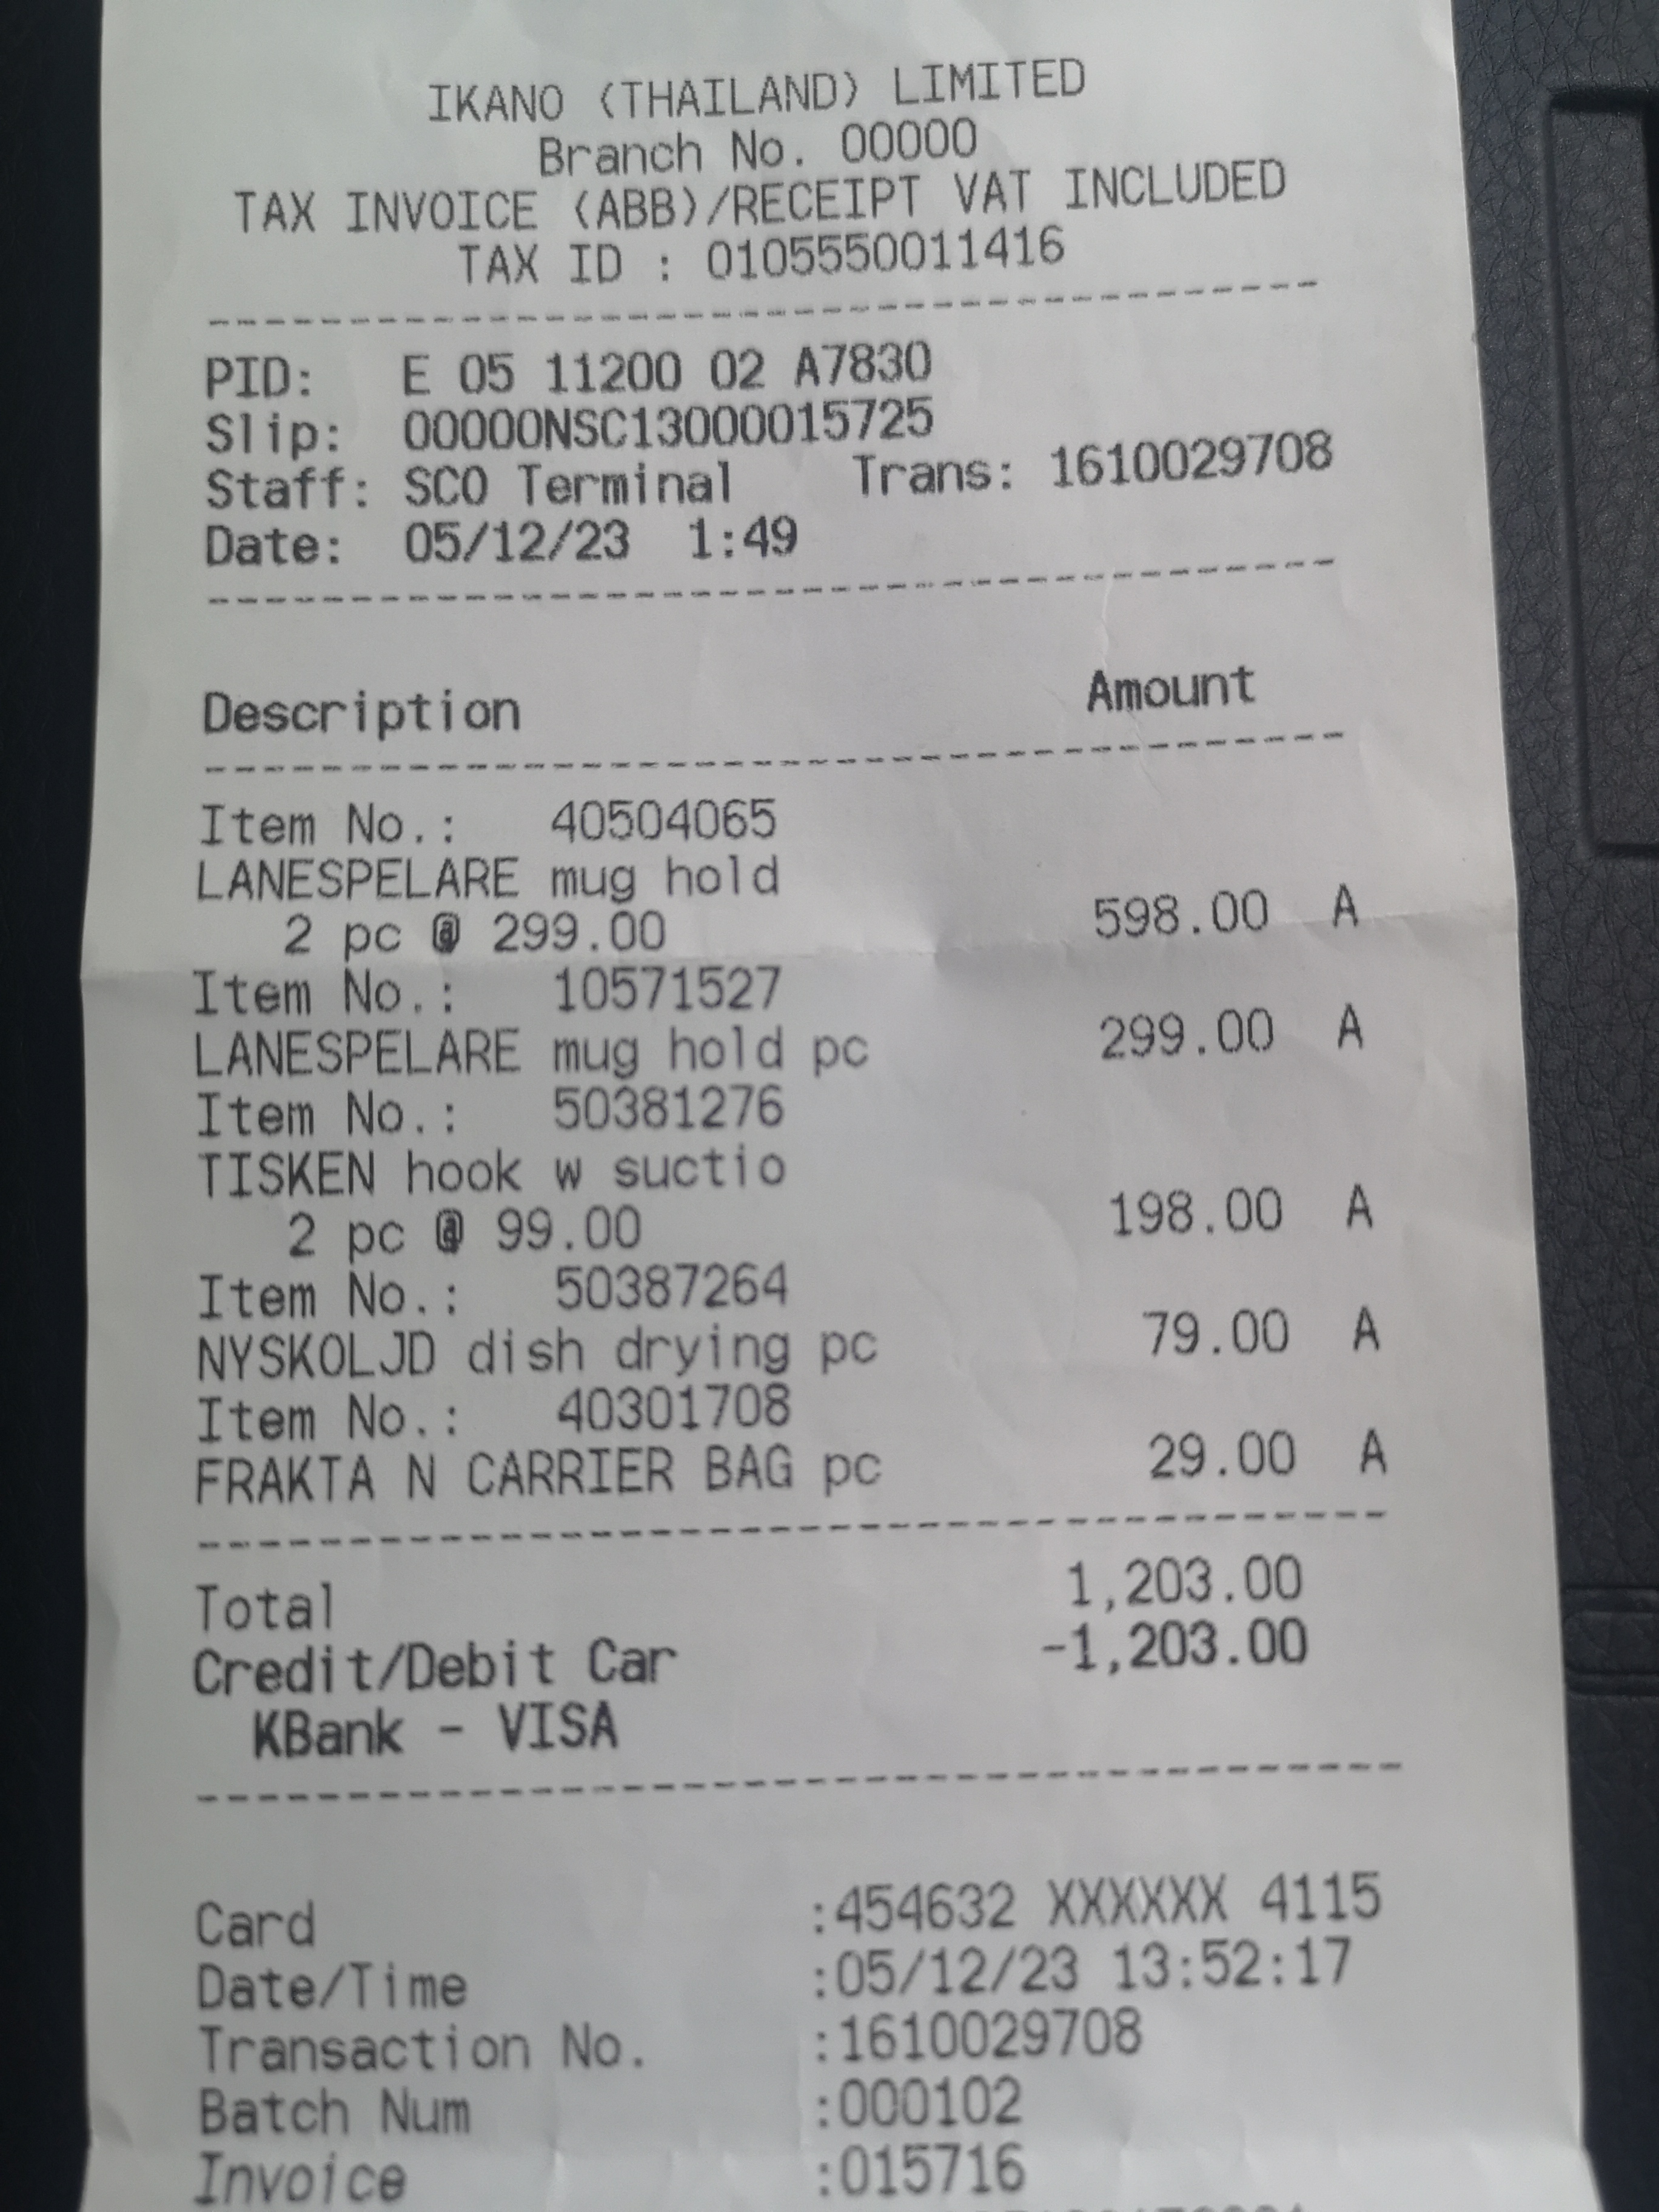 IKANO (THAILAND) LIMITED
Branch No. 00000
TAX INVOICE (ABB)/RECEIPT VAT INCLUDED
TAX ID : 0105550011416
PID: E 05 11200 02 A7830
Slip: 00000NSC13000015725
Staff: SCO Terminal Trans: 1610029708
Date: 05/12/23 1:49
Description Amount
Item No.: 40504065
LANESPELARE mug hold
2 pc @ 299.00 598.00 A
Item No.: 10571527
LANESPELARE mug hold pc 299.00 A
Item No.: 50381276
TISKEN hook w suctio
2 pc @ 99.00 198.00 A
Item No.: 50387264
NYSKOLJD dish drying pc 79.00 A
Item No.: 40301708
FRAKTA N CARRIER BAG pc 29.00 A
Total 1,203.00
Credit/Debit Car -1,203.00
KBank - VISA
Card :454632 XXXXXX 4115
Date/Time :05/12/23 13:52:17
Transaction No. :1610029708
Batch Num :000102
Invoice :015716